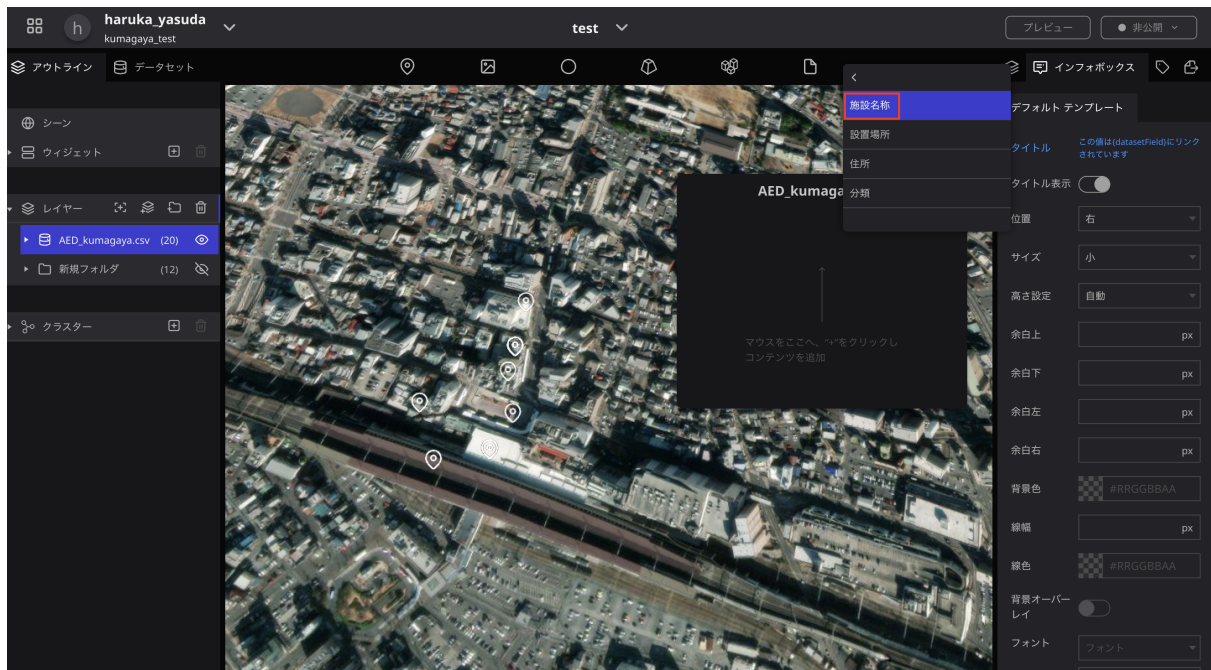 h
haruka_yasuda
kumagaya_test
test
プレビュー
非公開
アウトライン
データセット
インフォボックス
シーン
ウィジェット
レイヤー
AED_kumagaya.csv (20)
新規フォルダ (12)
クラスター
施設名称
設置場所
住所
分類
AED_kumaga
マウスをここへ、"+"をクリックし
コンテンツを追加
デフォルト テンプレート
タイトル
この値は{datasetField}にリンク
されています
タイトル表示
位置 右
サイズ 小
高さ設定 自動
余白上 px
余白下 px
余白左 px
余白右 px
背景色 #RRGGBBAA
線幅 px
線色 #RRGGBBAA
背景オーバー
レイ
フォント フォント